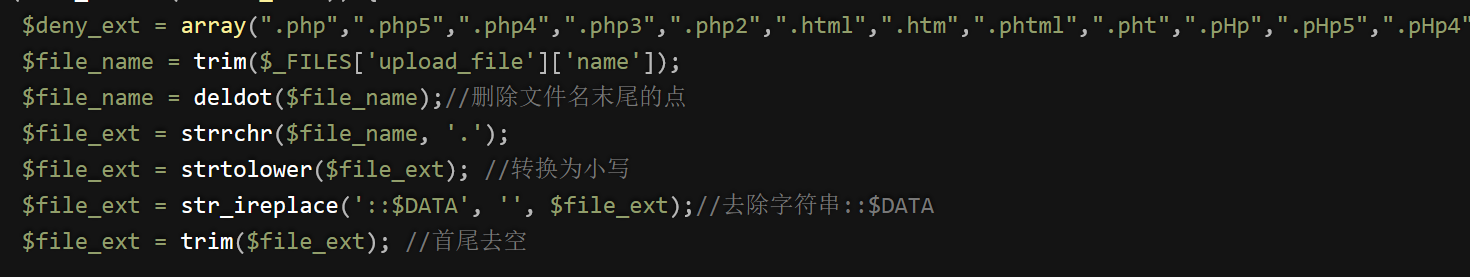 $deny_ext = array(".php",".php5",".php4",".php3",".php2",".html",".htm",".phtml",".pht",".pHp",".pHp5",".pHp4"
$file_name = trim($_FILES['upload_file']['name']);
$file_name = deldot($file_name);//删除文件名末尾的点
$file_ext = strrchr($file_name, '.');
$file_ext = strtolower($file_ext); //转换为小写
$file_ext = str_ireplace('::$DATA', '', $file_ext);//去除字符串::$DATA
$file_ext = trim($file_ext); //首尾去空